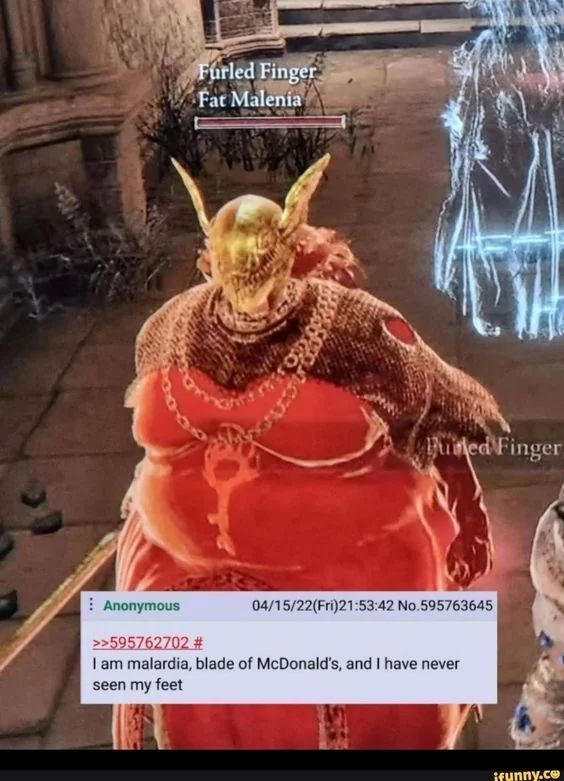 Furled Finger
Fat Malenia
Furled Finger
Anonymous 04/15/22(Fri)21:53:42 No.595763645
>>595762702 #
I am malardia, blade of McDonald's, and I have never
seen my feet
ifunny.co